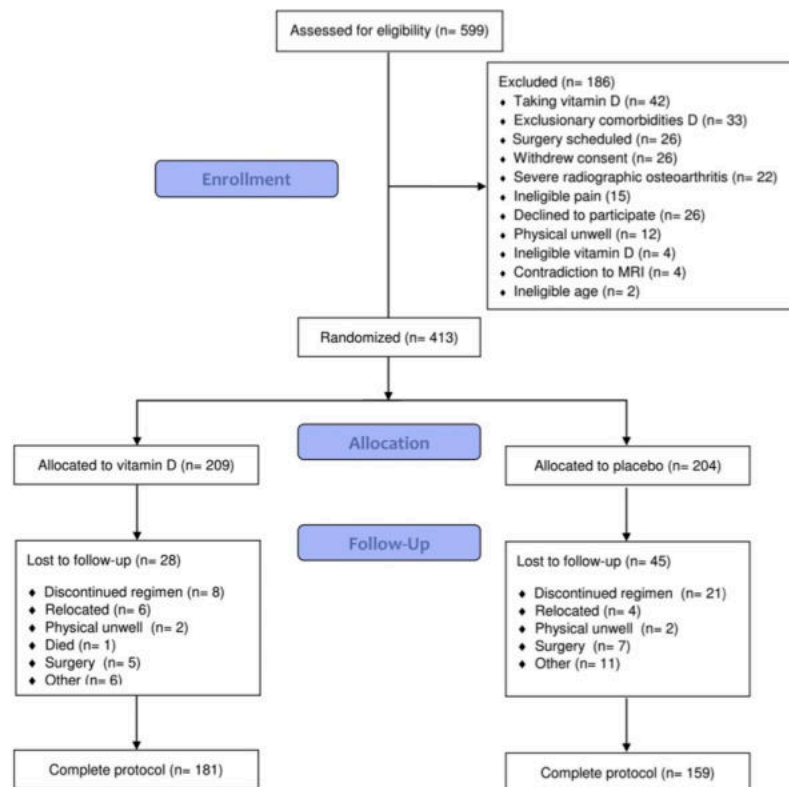 Assessed for eligibility (n= 599)
Excluded (n= 186)
♦ Taking vitamin D (n= 42)
♦ Exclusionary comorbidities D (n= 33)
♦ Surgery scheduled (n= 26)
♦ Withdrew consent (n= 26)
♦ Severe radiographic osteoarthritis (n= 22)
♦ Ineligible pain (15)
♦ Declined to participate (n= 26)
♦ Physical unwell (n= 12)
♦ Ineligible vitamin D (n= 4)
♦ Contradiction to MRI (n= 4)
♦ Ineligible age (n= 2)
Enrollment
Randomized (n= 413)
Allocation
Allocated to vitamin D (n= 209)
Allocated to placebo (n= 204)
Follow-Up
Lost to follow-up (n= 28)
♦ Discontinued regimen (n= 8)
♦ Relocated (n= 6)
♦ Physical unwell (n= 2)
♦ Died (n= 1)
♦ Surgery (n= 5)
♦ Other (n= 6)
Lost to follow-up (n= 45)
♦ Discontinued regimen (n= 21)
♦ Relocated (n= 4)
♦ Physical unwell (n= 2)
♦ Surgery (n= 7)
♦ Other (n= 11)
Complete protocol (n= 181)
Complete protocol (n= 159)